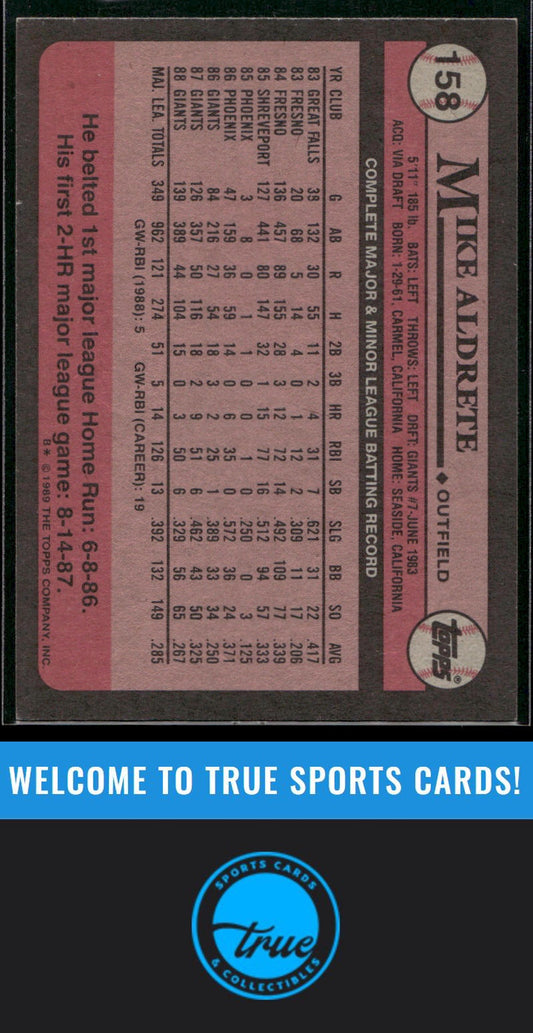 158
MIKE ALDRETE ♦ OUTFIELD
topps®
5'11" 185 lb. BATS: LEFT THROWS: LEFT DRFT: GIANTS #7-JUNE 1983
ACQ: VIA DRAFT BORN: 1-29-61, CARMEL, CALIFORNIA HOME: SEASIDE, CALIFORNIA
COMPLETE MAJOR & MINOR LEAGUE BATTING RECORD
YR CLUB G AB R H 2B 3B HR RBI SB SLG BB SO AVG
83 GREAT FALLS 38 132 30 55 11 2 4 31 7 .621 31 22 .417
83 FRESNO 20 68 5 14 4 0 1 12 2 .309 11 17 .206
84 FRESNO 136 457 89 155 28 3 12 72 14 .492 109 77 .339
85 SHREVEPORT 127 441 80 147 32 1 15 77 16 .512 94 57 .333
85 PHOENIX 3 8 0 1 1 0 0 1 0 .250 0 3 .125
86 PHOENIX 47 159 36 59 14 0 6 35 0 .572 36 24 .371
86 GIANTS 84 216 27 54 18 3 2 25 1 .389 33 34 .250
87 GIANTS 126 357 50 116 18 2 9 51 6 .462 43 50 .325
88 GIANTS 139 389 44 104 15 0 3 50 6 .329 56 65 .267
MAJ. LEA. TOTALS 349 962 121 274 51 5 14 126 13 .392 132 149 .285
GW-RBI (1988): 5 GW-RBI (CAREER): 19
He belted 1st major league Home Run: 6-8-86.
His first 2-HR major league game: 8-14-87.
B* © 1989 THE TOPPS COMPANY, INC.
WELCOME TO TRUE SPORTS CARDS!
SPORTS CARDS
true
& COLLECTIBLES